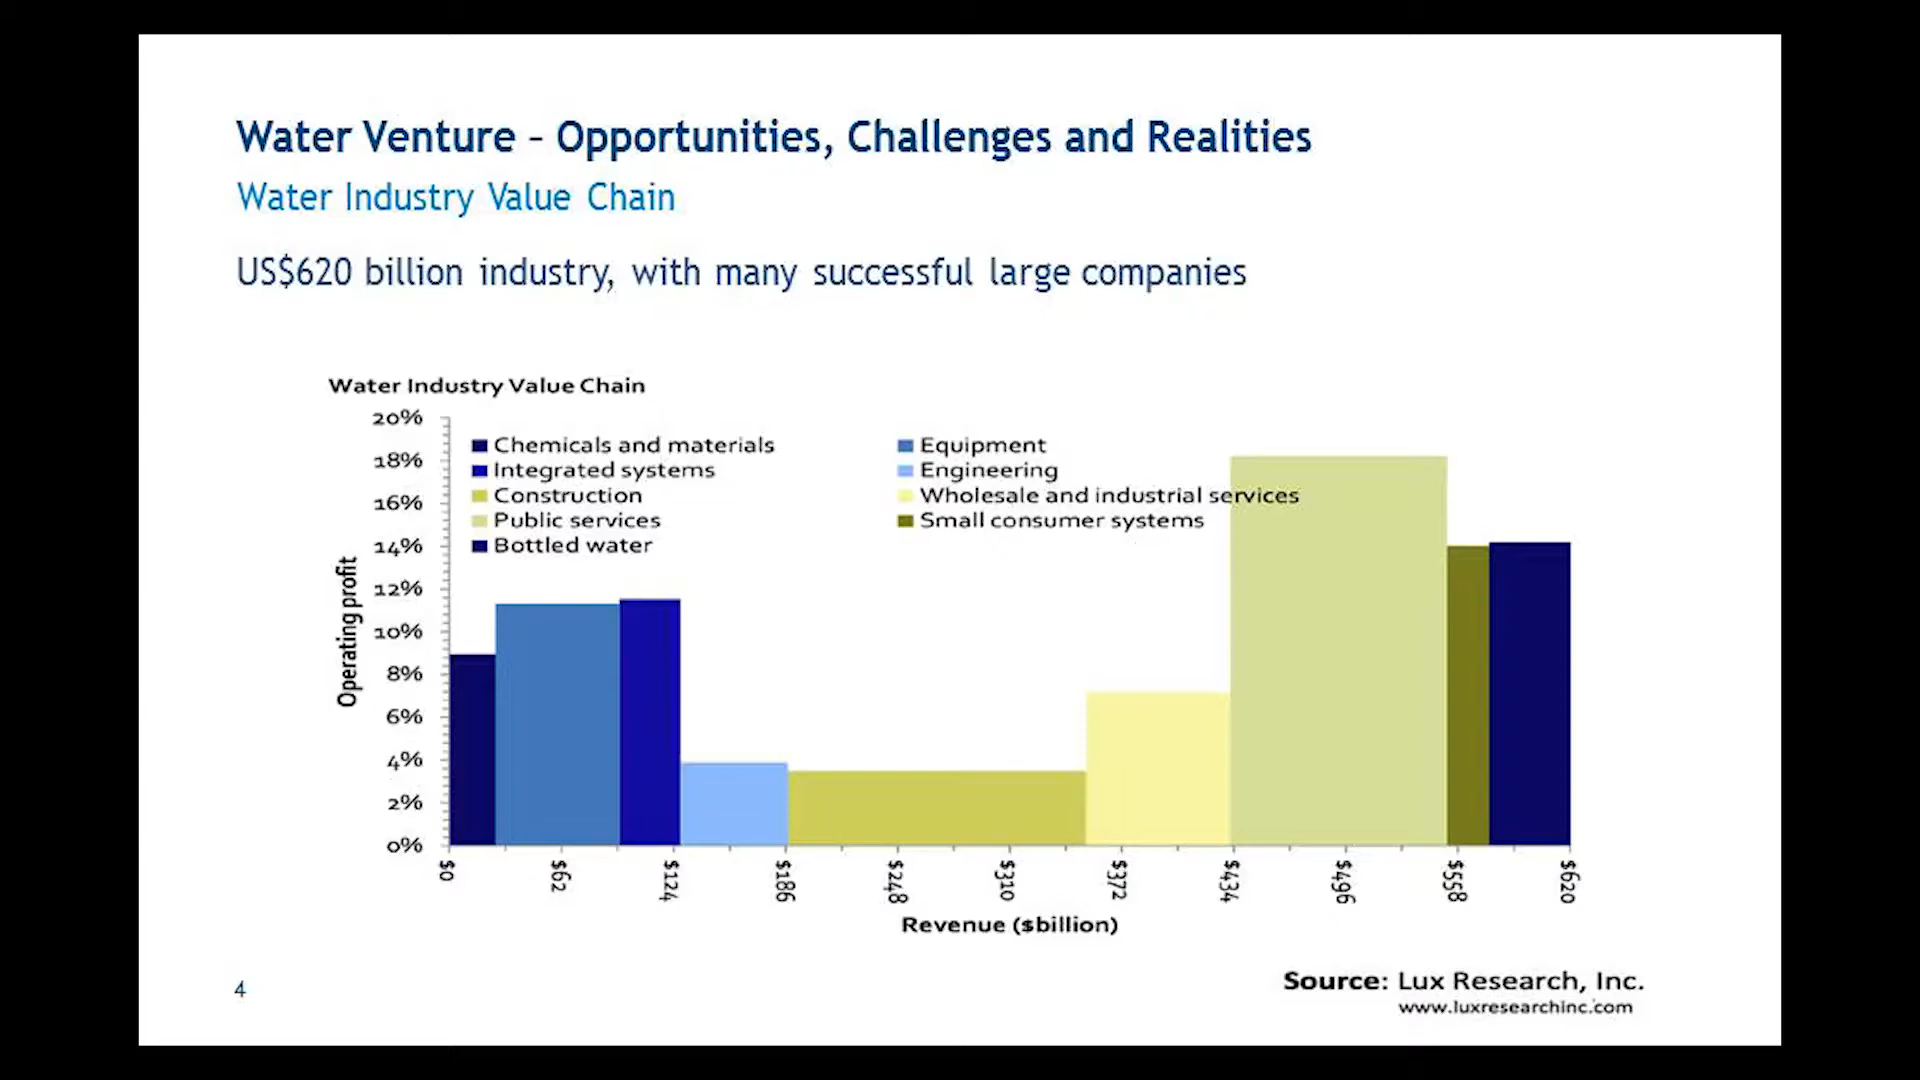 Water Venture – Opportunities, Challenges and Realities
Water Industry Value Chain
US$620 billion industry, with many successful large companies
Water Industry Value Chain
20%
18%
16%
14%
12%
10%
8%
6%
4%
2%
0%
Operating profit
Chemicals and materials
Equipment
Integrated systems
Engineering
Construction
Wholesale and industrial services
Public services
Small consumer systems
Bottled water
$0
$62
$124
$186
$248
$310
$372
$434
$496
$558
$620
Revenue ($billion)
4
Source: Lux Research, Inc.
www.luxresearchinc.com